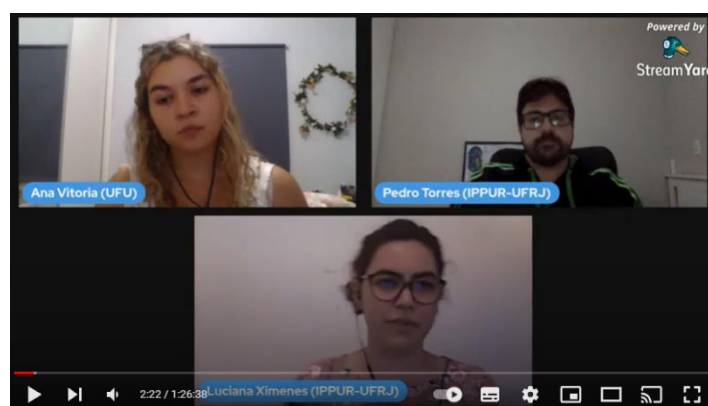 Powered by
StreamYard
Ana Vitoria (UFU)
Pedro Torres (IPPUR-UFRJ)
2:22 / 1:26:38
Luciana Ximenes (IPPUR-UFRJ)